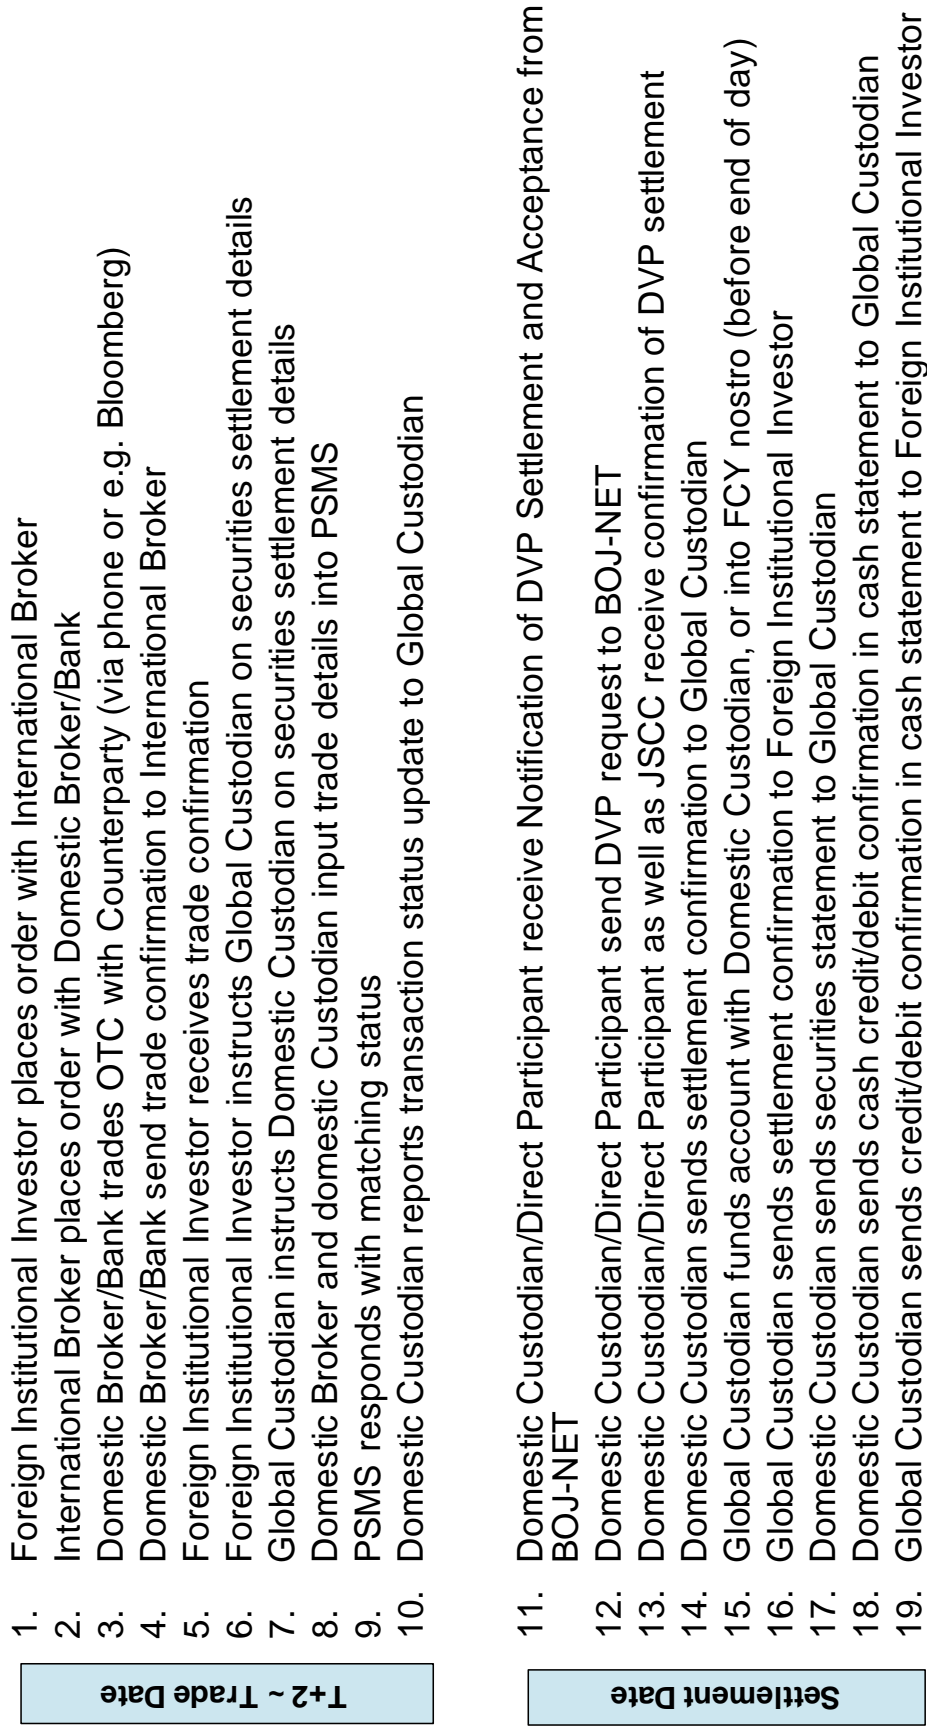 T+2 ~ Trade Date
1. Foreign Institutional Investor places order with International Broker
2. International Broker places order with Domestic Broker/Bank
3. Domestic Broker/Bank trades OTC with Counterparty (via phone or e.g. Bloomberg)
4. Domestic Broker/Bank send trade confirmation to International Broker
5. Foreign Institutional Investor receives trade confirmation
6. Foreign Institutional Investor instructs Global Custodian on securities settlement details
7. Global Custodian instructs Domestic Custodian on securities settlement details
8. Domestic Broker and domestic Custodian input trade details into PSMS
9. PSMS responds with matching status
10. Domestic Custodian reports transaction status update to Global Custodian
Settlement Date
11. Domestic Custodian/Direct Participant receive Notification of DVP Settlement and Acceptance from
BOJ-NET
12. Domestic Custodian/Direct Participant send DVP request to BOJ-NET
13. Domestic Custodian/Direct Participant as well as JSCC receive confirmation of DVP settlement
14. Domestic Custodian sends settlement confirmation to Global Custodian
15. Global Custodian funds account with Domestic Custodian, or into FCY nostro (before end of day)
16. Global Custodian sends settlement confirmation to Foreign Institutional Investor
17. Domestic Custodian sends securities statement to Global Custodian
18. Domestic Custodian sends cash credit/debit confirmation in cash statement to Global Custodian
19. Global Custodian sends credit/debit confirmation in cash statement to Foreign Institutional Investor